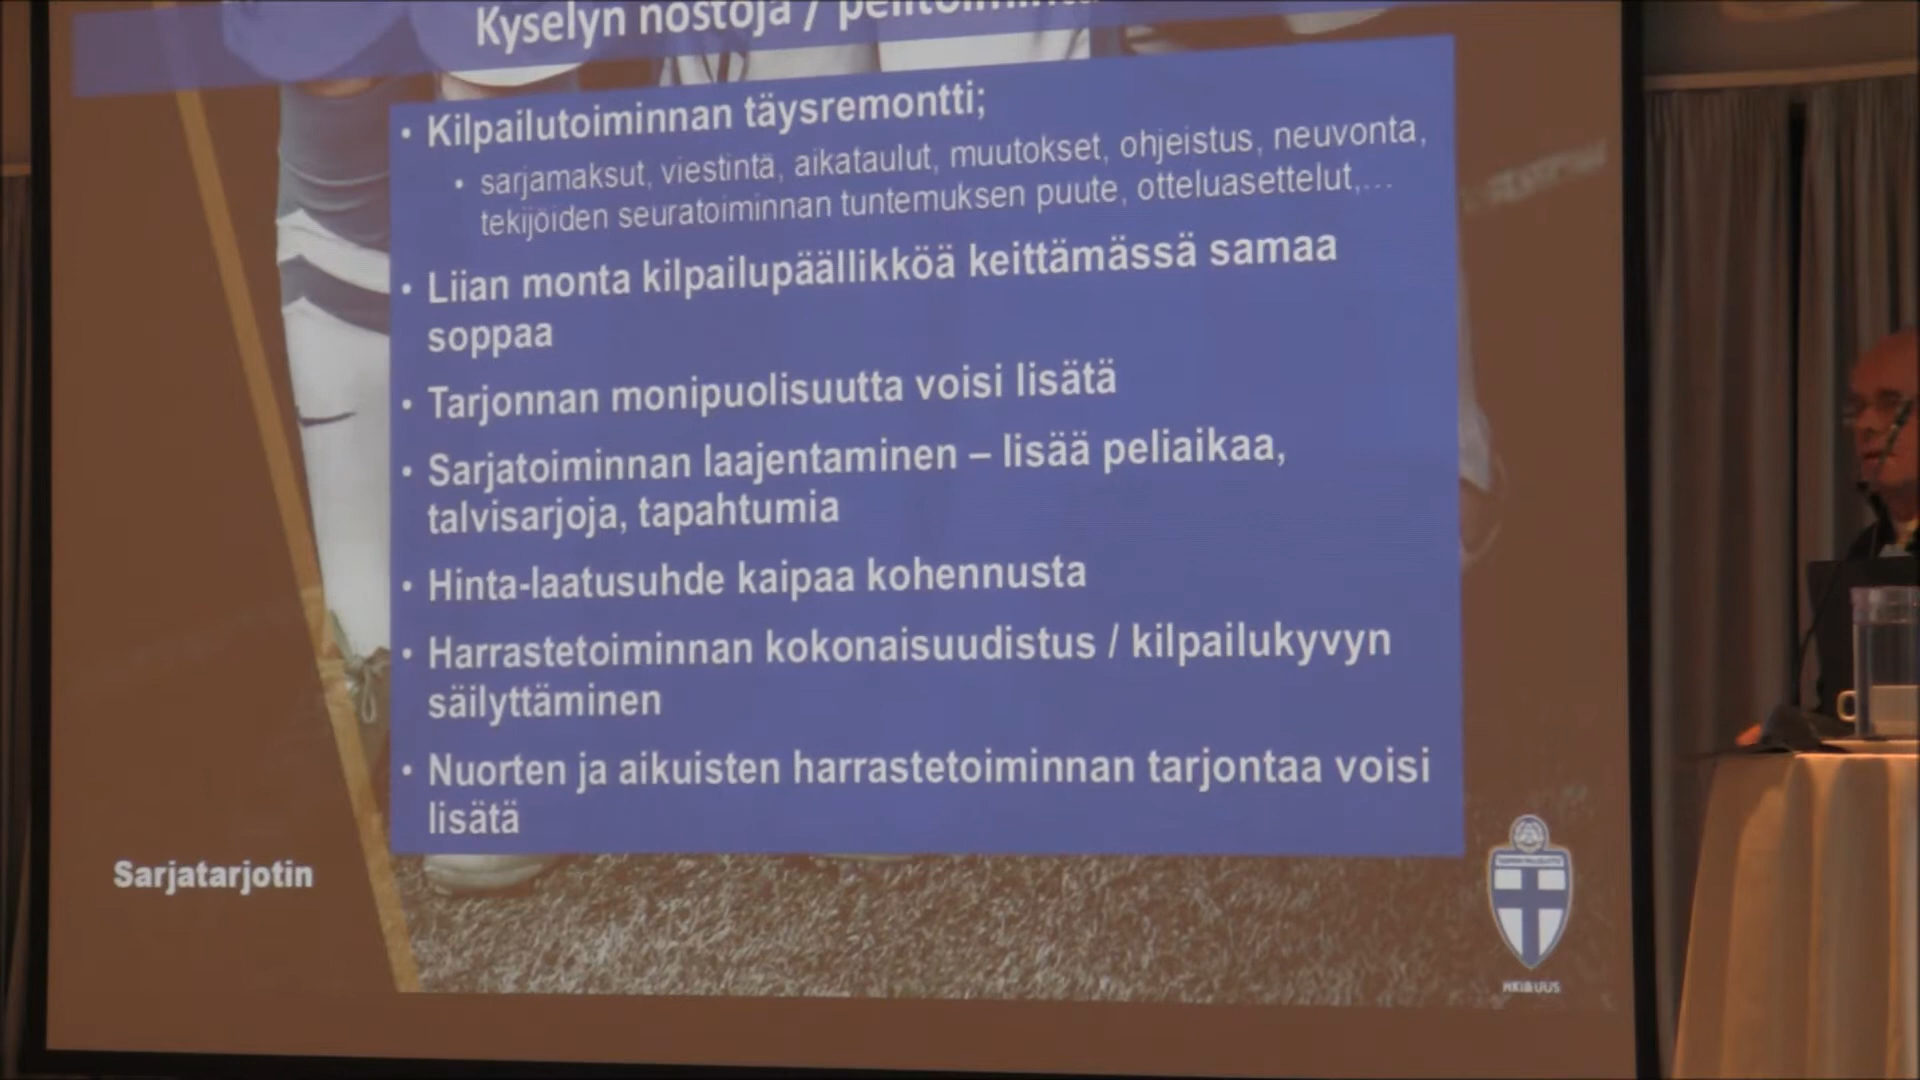 Kyselyn nostoja /
• Kilpailutoiminnan täysremontti;
• sarjamaksut, viestintä, aikataulut, muutokset, ohjeistus, neuvonta,
tekijöiden seuratoiminnan tuntemuksen puute, otteluasettelut,…
• Liian monta kilpailupäällikköä keittämässä samaa
soppaa
• Tarjonnan monipuolisuutta voisi lisätä
• Sarjatoiminnan laajentaminen – lisää peliaikaa,
talvisarjoja, tapahtumia
• Hinta-laatusuhde kaipaa kohennusta
• Harrastetoiminnan kokonaisuudistus / kilpailukyvyn
säilyttäminen
• Nuorten ja aikuisten harrastetoiminnan tarjontaa voisi
lisätä
Sarjatarjotin